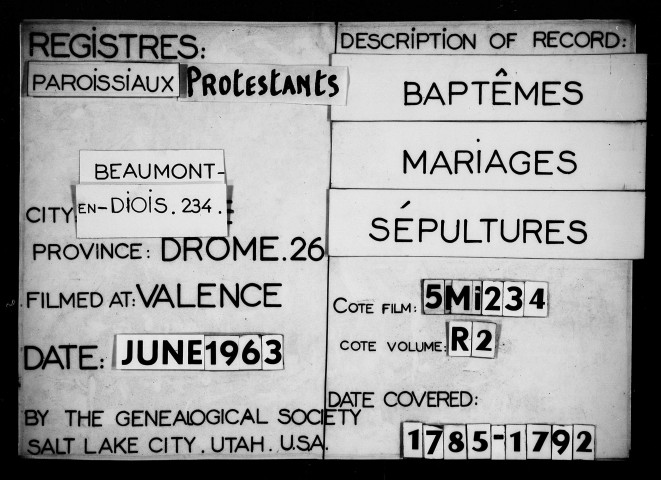 REGISTRES:
PAROISSIAUX PROTESTANTS
BEAUMONT-
CITY: EN-DIOIS. 234.
PROVINCE: DROME. 26
FILMED AT: VALENCE
DATE: JUNE 1963
BY THE GENEALOGICAL SOCIETY
SALT LAKE CITY. UTAH. U.S.A.
DESCRIPTION OF RECORD:
BAPTÊMES
MARIAGES
SÉPULTURES
COTE FILM: 5Mi234
COTE VOLUME: R2
DATE COVERED:
1785-1792